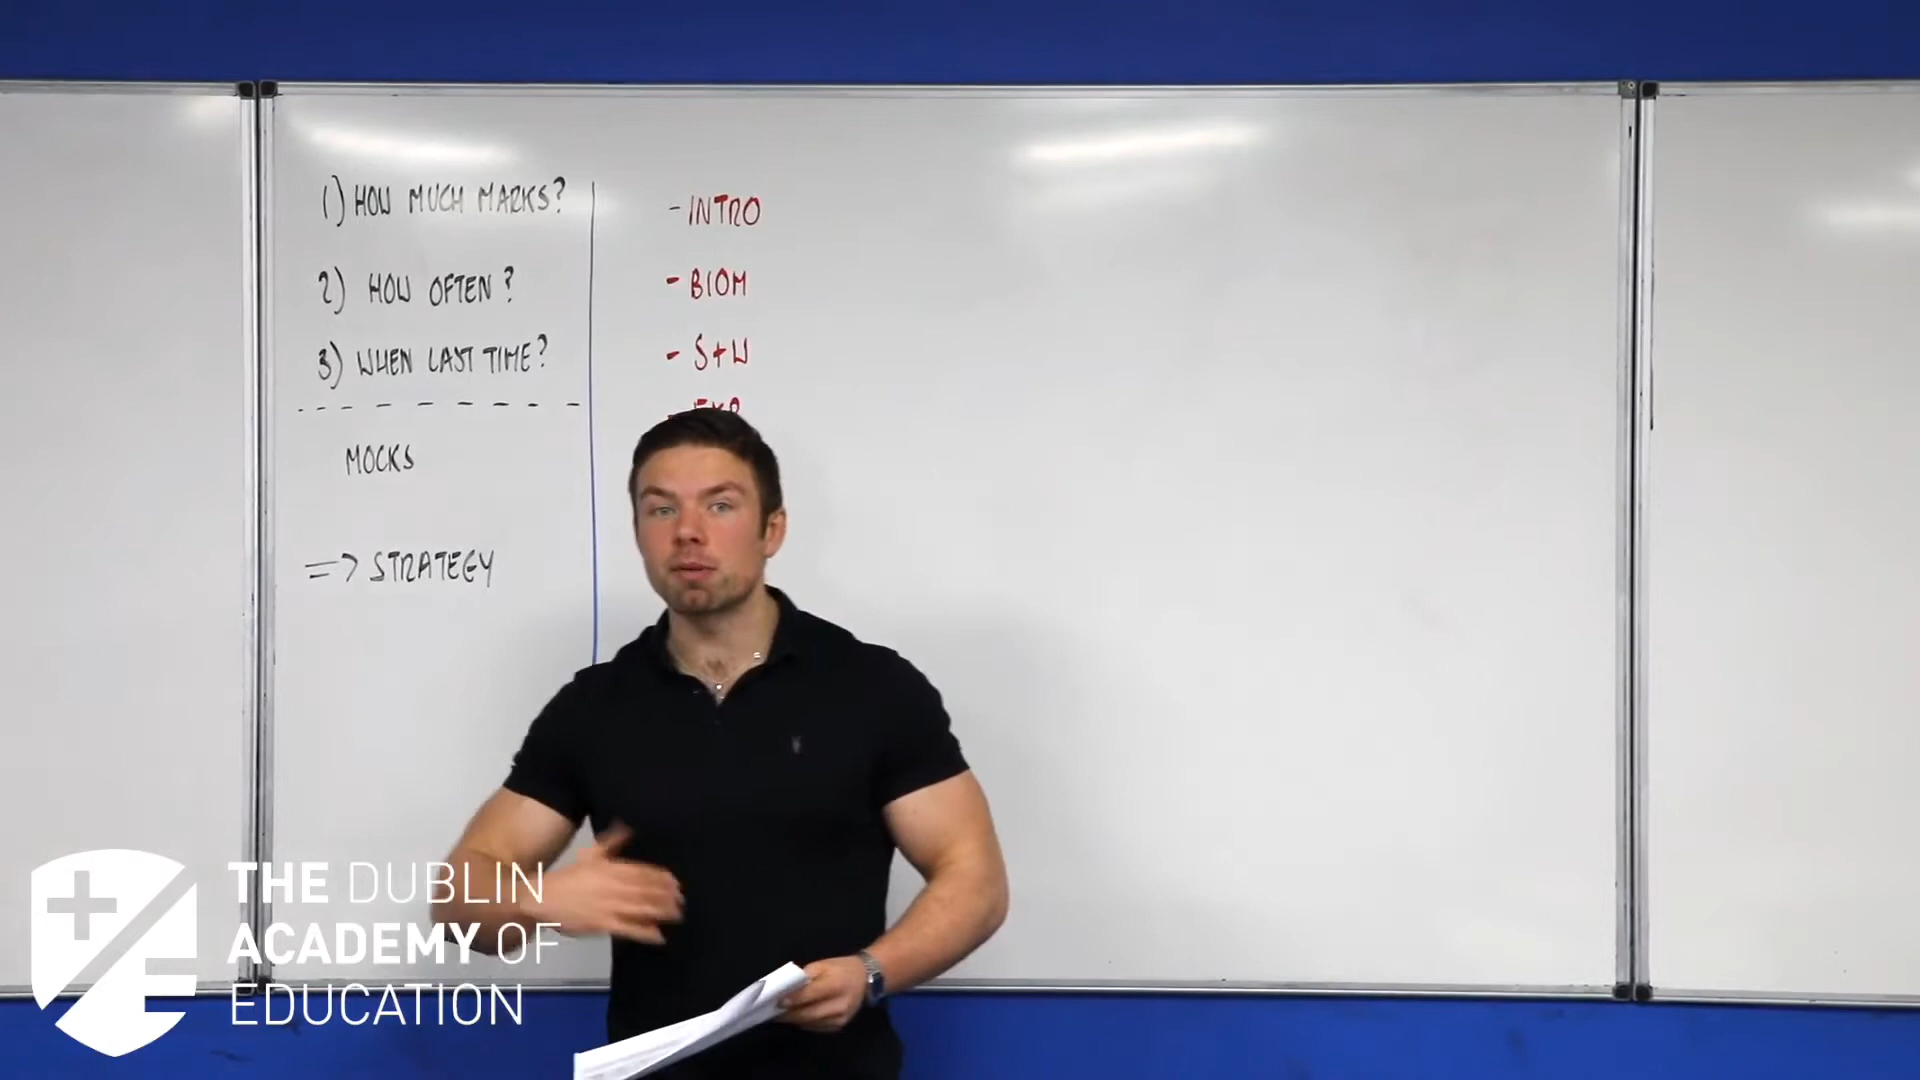 1) HOW MUCH MARKS?
2) HOW OFTEN?
3) WHEN LAST TIME?
MOCKS
=> STRATEGY
- INTRO
- BIOM
- S+W
THE DUBLIN
ACADEMY OF
EDUCATION